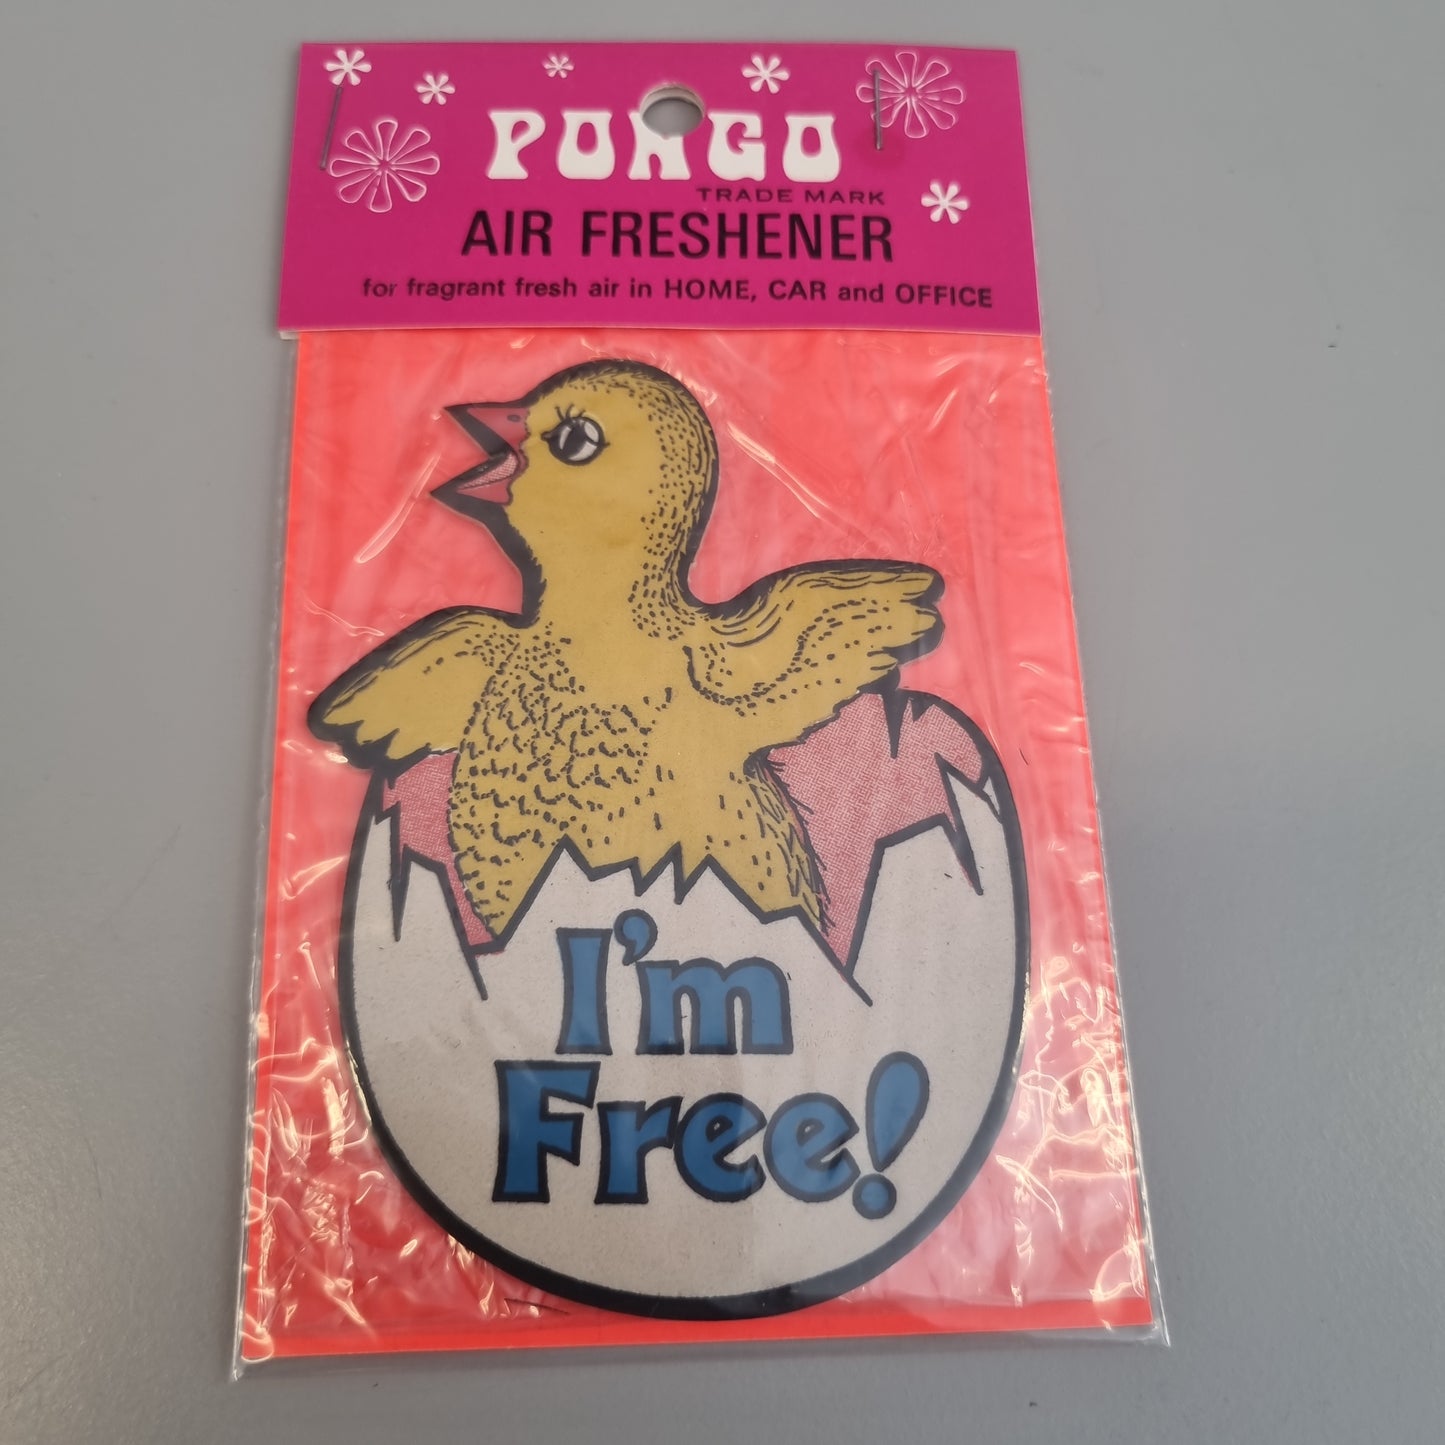 PONGO
TRADE MARK
AIR FRESHENER
for fragrant fresh air in HOME, CAR and OFFICE
I'm
Free!